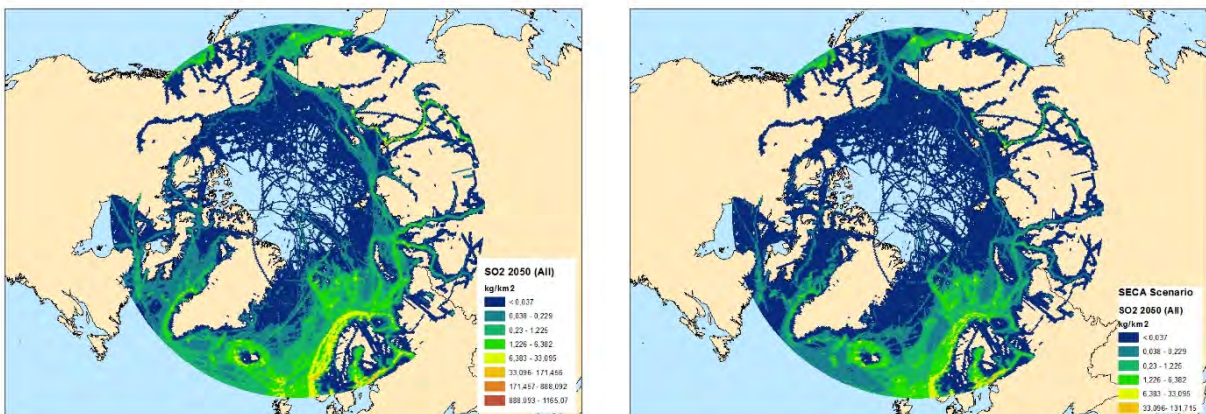 SO2 2050 (All)
kg/km2
< 0,037
0,038 - 0,229
0,23 - 1,225
1,226 - 6,382
6,383 - 33,095
33,096 - 171,456
171,457 - 888,092
888,093 - 1165,07
SECA Scenario
SO2 2050 (All)
kg/km2
< 0,037
0,038 - 0,229
0,23 - 1,225
1,226 - 6,382
6,383 - 33,095
33,096- 131,715